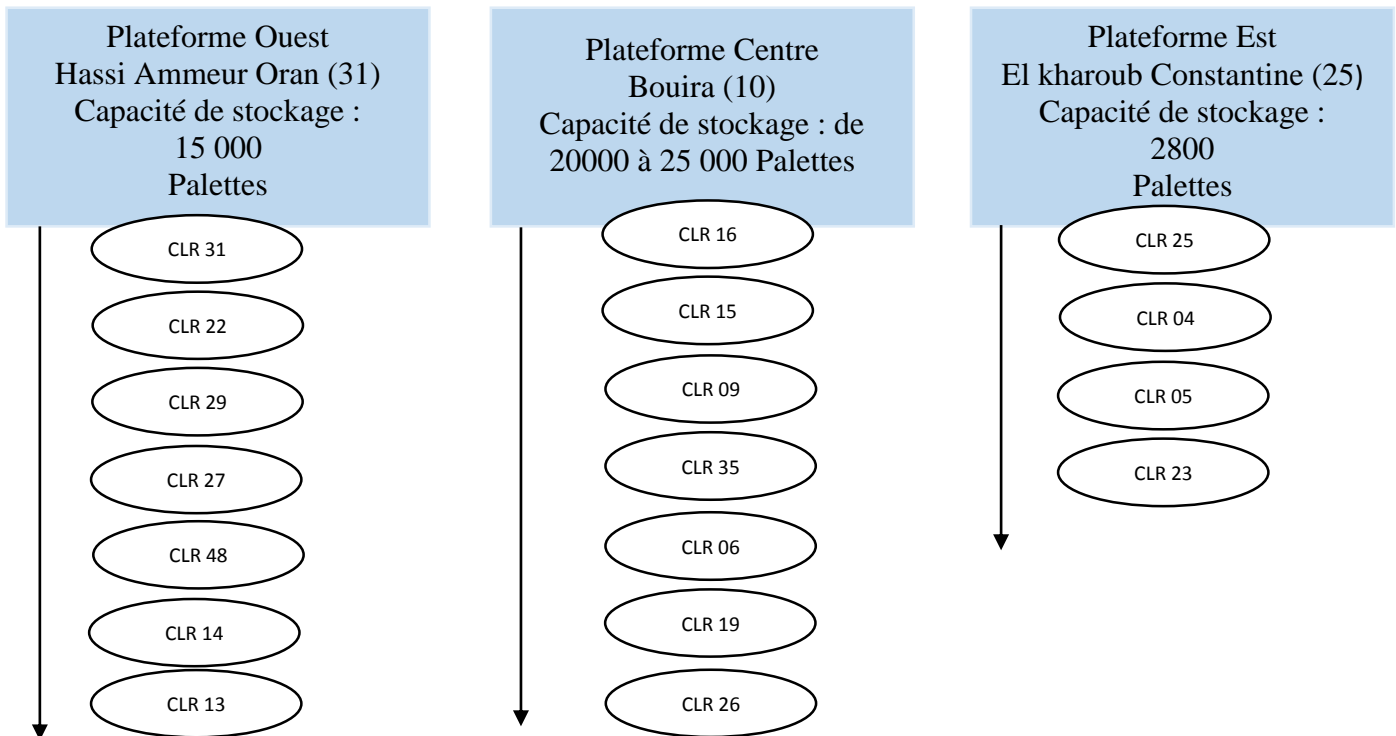 Plateforme Ouest
Hassi Ammeur Oran (31)
Capacité de stockage :
15 000
Palettes
CLR 31
CLR 22
CLR 29
CLR 27
CLR 48
CLR 14
CLR 13
Plateforme Centre
Bouira (10)
Capacité de stockage : de
20000 à 25 000 Palettes
CLR 16
CLR 15
CLR 09
CLR 35
CLR 06
CLR 19
CLR 26
Plateforme Est
El kharoub Constantine (25)
Capacité de stockage :
2800
Palettes
CLR 25
CLR 04
CLR 05
CLR 23